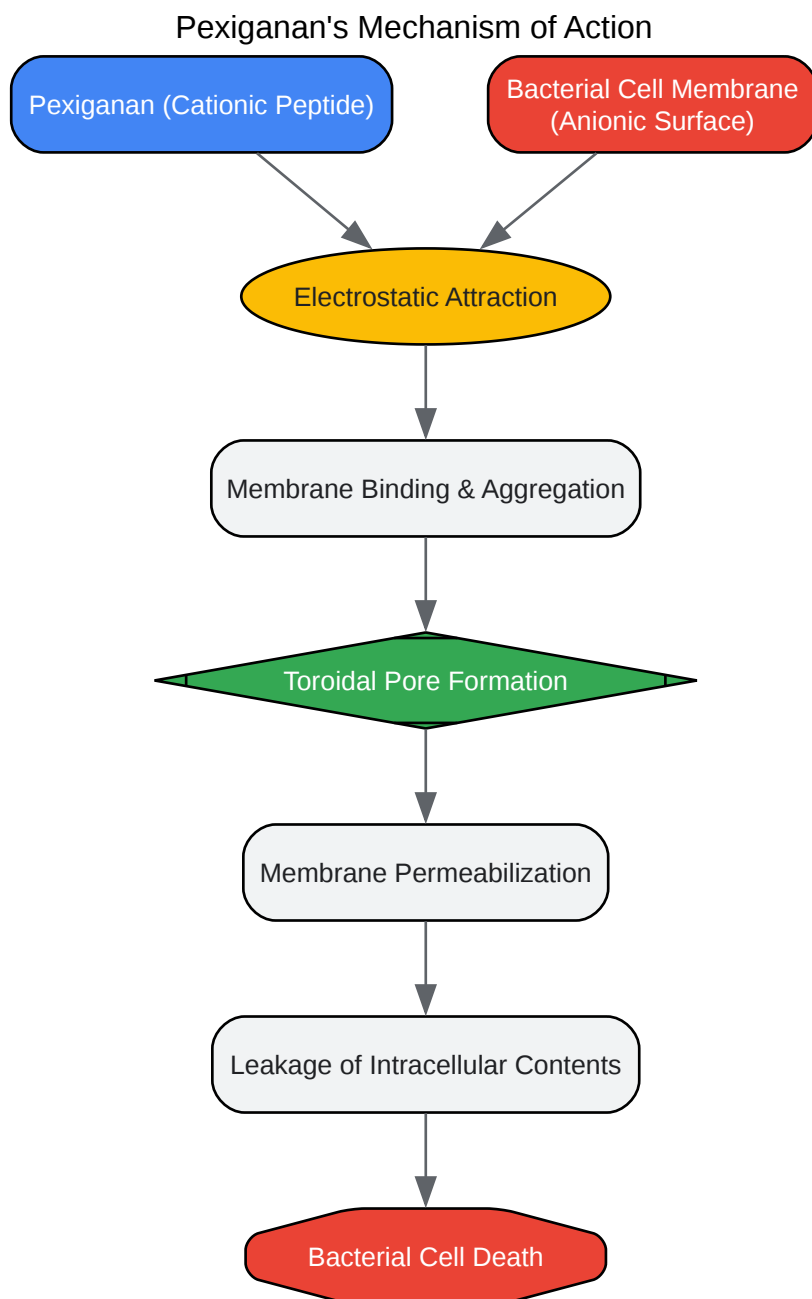 Pexiganan's Mechanism of Action
Pexiganan (Cationic Peptide)
Bacterial Cell Membrane
(Anionic Surface)
Electrostatic Attraction
Membrane Binding & Aggregation
Toroidal Pore Formation
Membrane Permeabilization
Leakage of Intracellular Contents
Bacterial Cell Death